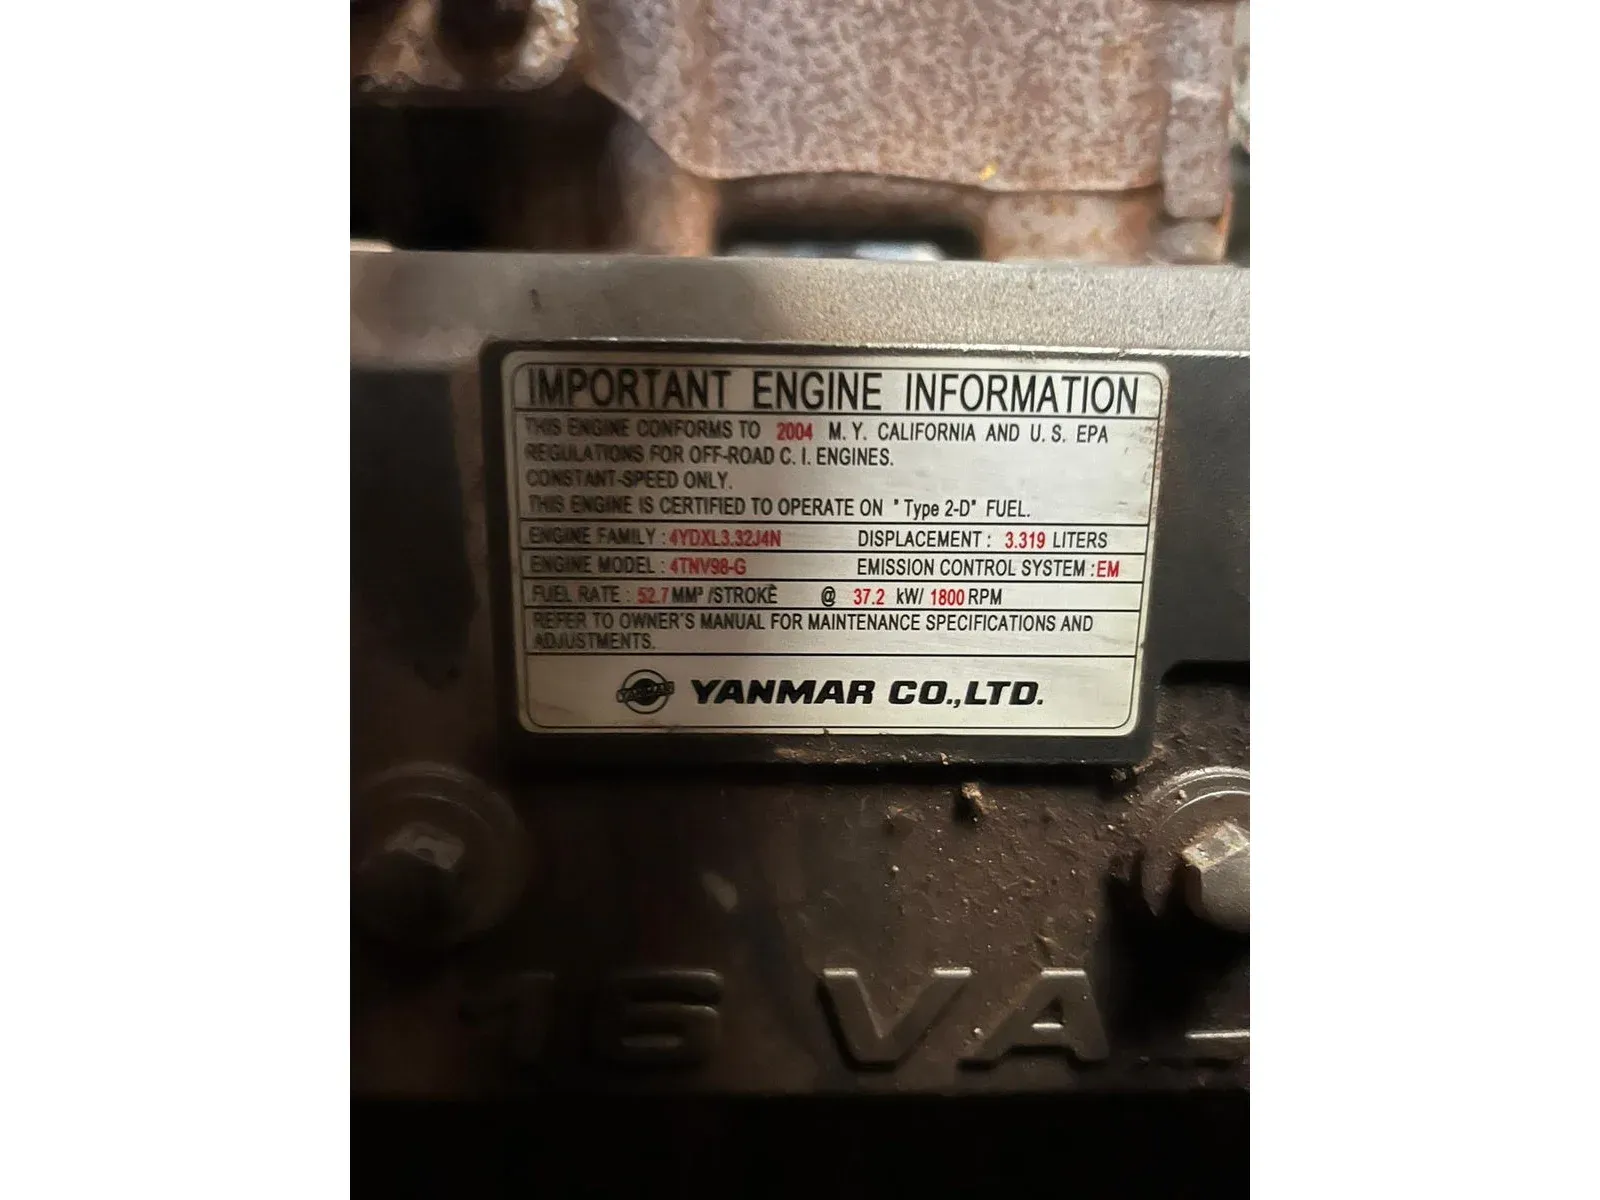 IMPORTANT ENGINE INFORMATION
THIS ENGINE CONFORMS TO 2004 M. Y. CALIFORNIA AND U. S. EPA
REGULATIONS FOR OFF-ROAD C. I. ENGINES.
CONSTANT-SPEED ONLY.
THIS ENGINE IS CERTIFIED TO OPERATE ON "Type 2-D" FUEL.
ENGINE FAMILY : 4YDXL3.32J4N DISPLACEMENT : 3.319 LITERS
ENGINE MODEL : 4TNV98-G EMISSION CONTROL SYSTEM : EM
FUEL RATE : 52.7 MM³ /STROKE @ 37.2 kW/ 1800 RPM
REFER TO OWNER'S MANUAL FOR MAINTENANCE SPECIFICATIONS AND
ADJUSTMENTS.
YANMAR YANMAR CO.,LTD.
16 VA